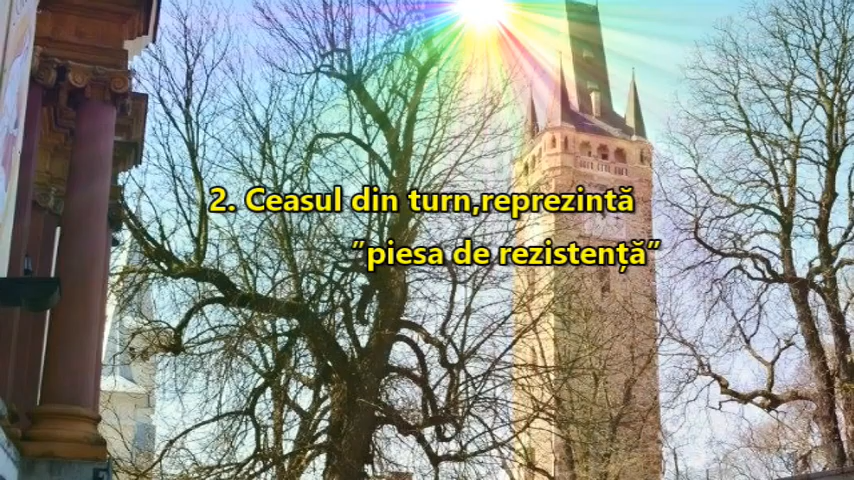 2. Ceasul din turn,reprezintă
”piesa de rezistență”